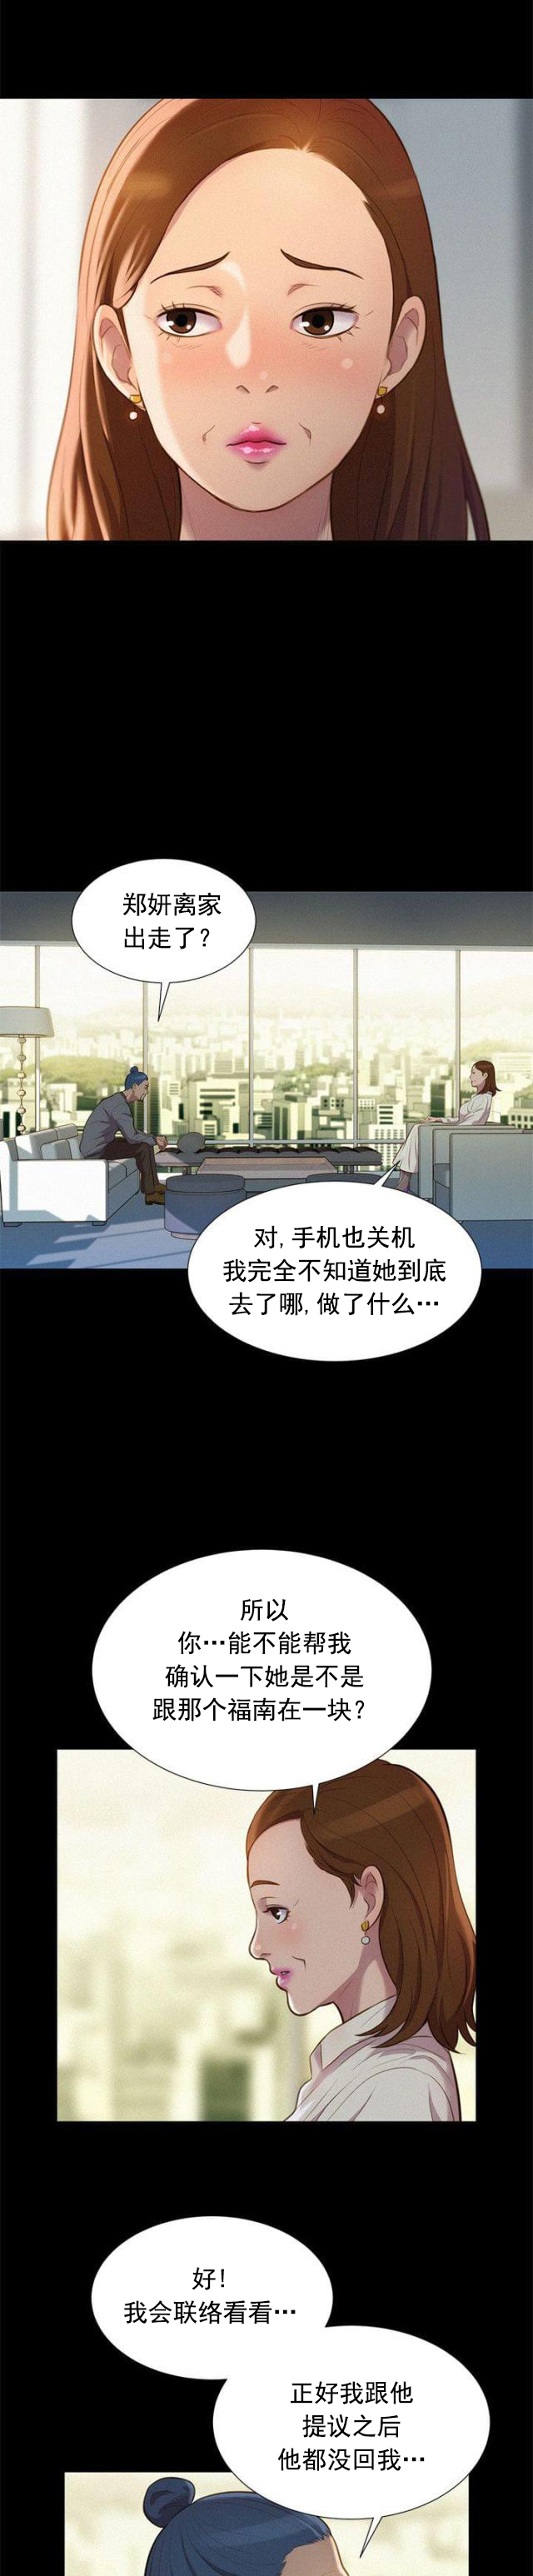 郑妍离家
出走了?
对,手机也关机
我完全不知道她到底
去了哪,做了什么…
所以
你…能不能帮我
确认一下她是不是
跟那个福南在一块?
好!
我会联络看看…
正好我跟他
提议之后
他都没回我…